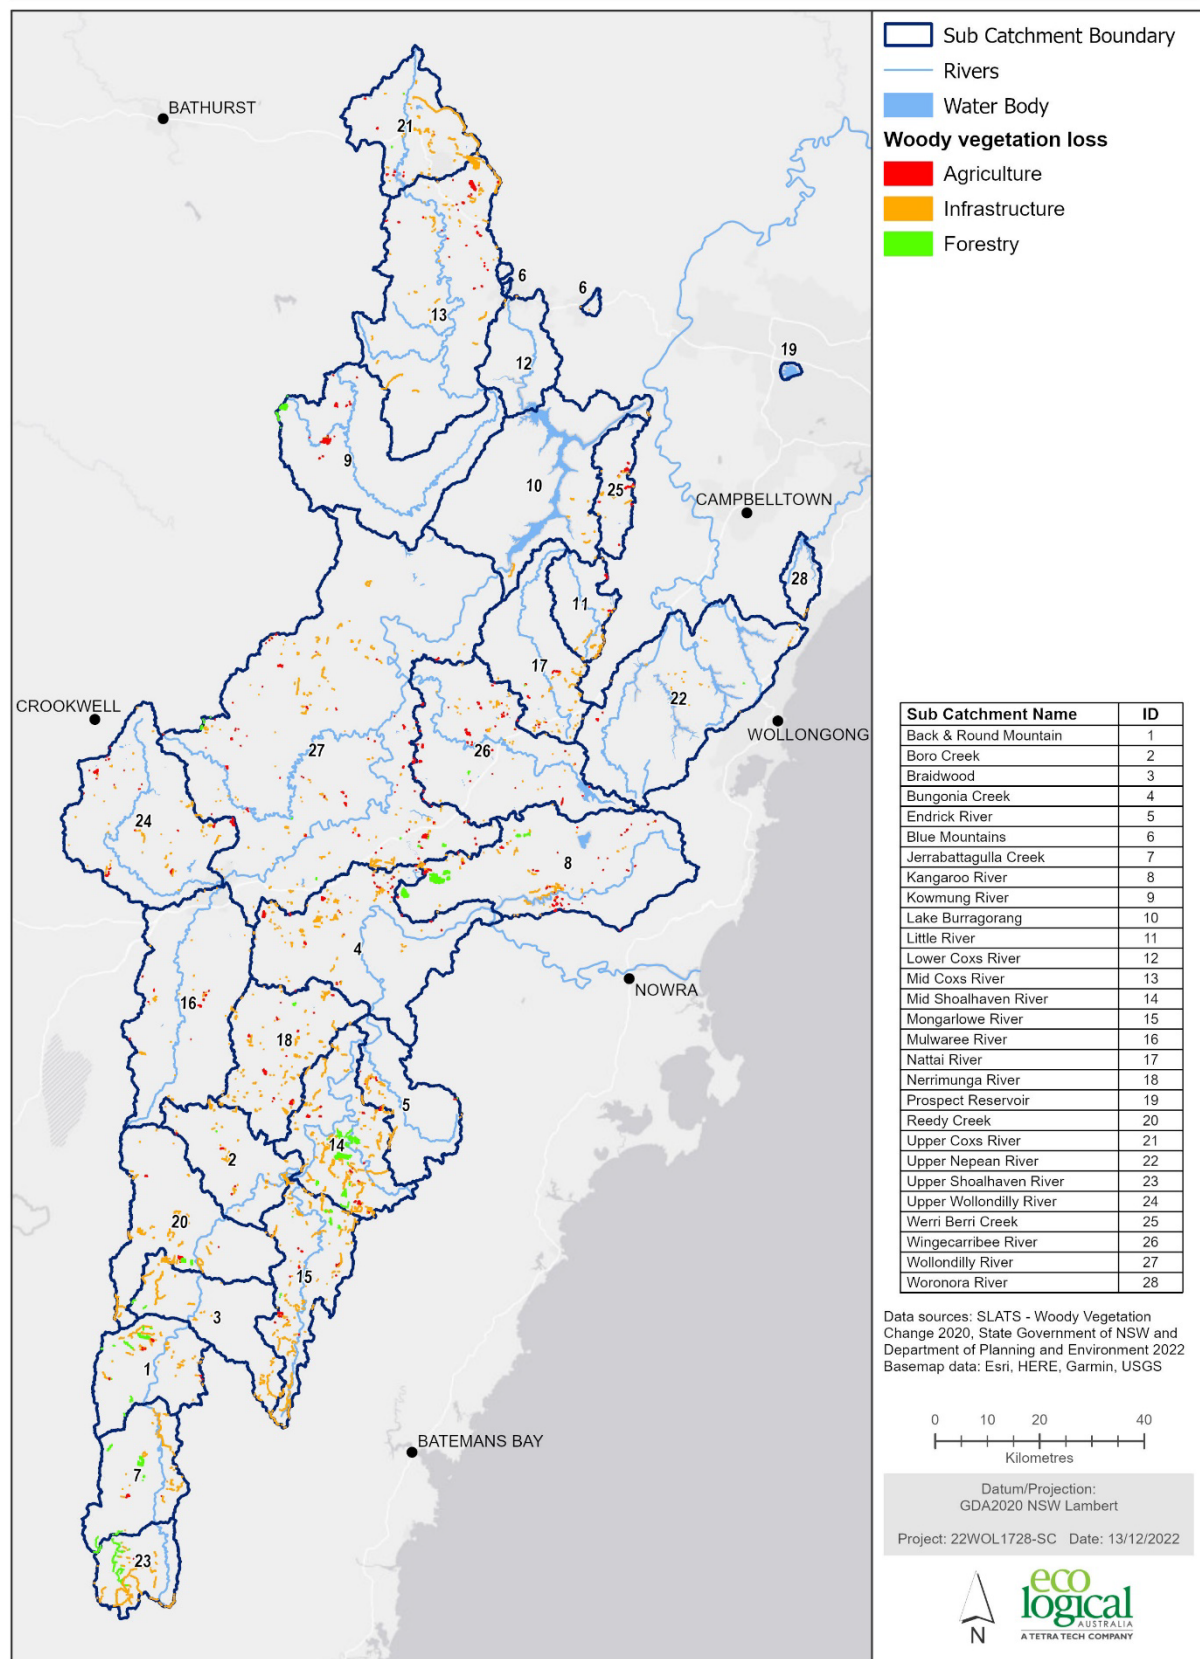 BATHURST
21
6
6
13
12
19
9
10
25
CAMPBELLTOWN
28
11
17
22
CROOKWELL
WOLLONGONG
27
26
24
8
4
NOWRA
16
18
5
14
2
20
15
3
1
BATEMANS BAY
7
23
Sub Catchment Boundary
Rivers
Water Body
Woody vegetation loss
Agriculture
Infrastructure
Forestry
Sub Catchment Name ID
Back & Round Mountain 1
Boro Creek 2
Braidwood 3
Bungonia Creek 4
Endrick River 5
Blue Mountains 6
Jerrabattagulla Creek 7
Kangaroo River 8
Kowmung River 9
Lake Burragorang 10
Little River 11
Lower Coxs River 12
Mid Coxs River 13
Mid Shoalhaven River 14
Mongarlowe River 15
Mulwaree River 16
Nattai River 17
Nerrimunga River 18
Prospect Reservoir 19
Reedy Creek 20
Upper Coxs River 21
Upper Nepean River 22
Upper Shoalhaven River 23
Upper Wollondilly River 24
Werri Berri Creek 25
Wingecarribee River 26
Wollondilly River 27
Woronora River 28
Data sources: SLATS - Woody Vegetation
Change 2020, State Government of NSW and
Department of Planning and Environment 2022
Basemap data: Esri, HERE, Garmin, USGS
0 10 20 40
Kilometres
Datum/Projection:
GDA2020 NSW Lambert
Project: 22WOL1728-SC Date: 13/12/2022
N
eco
logical
AUSTRALIA
A TETRA TECH COMPANY